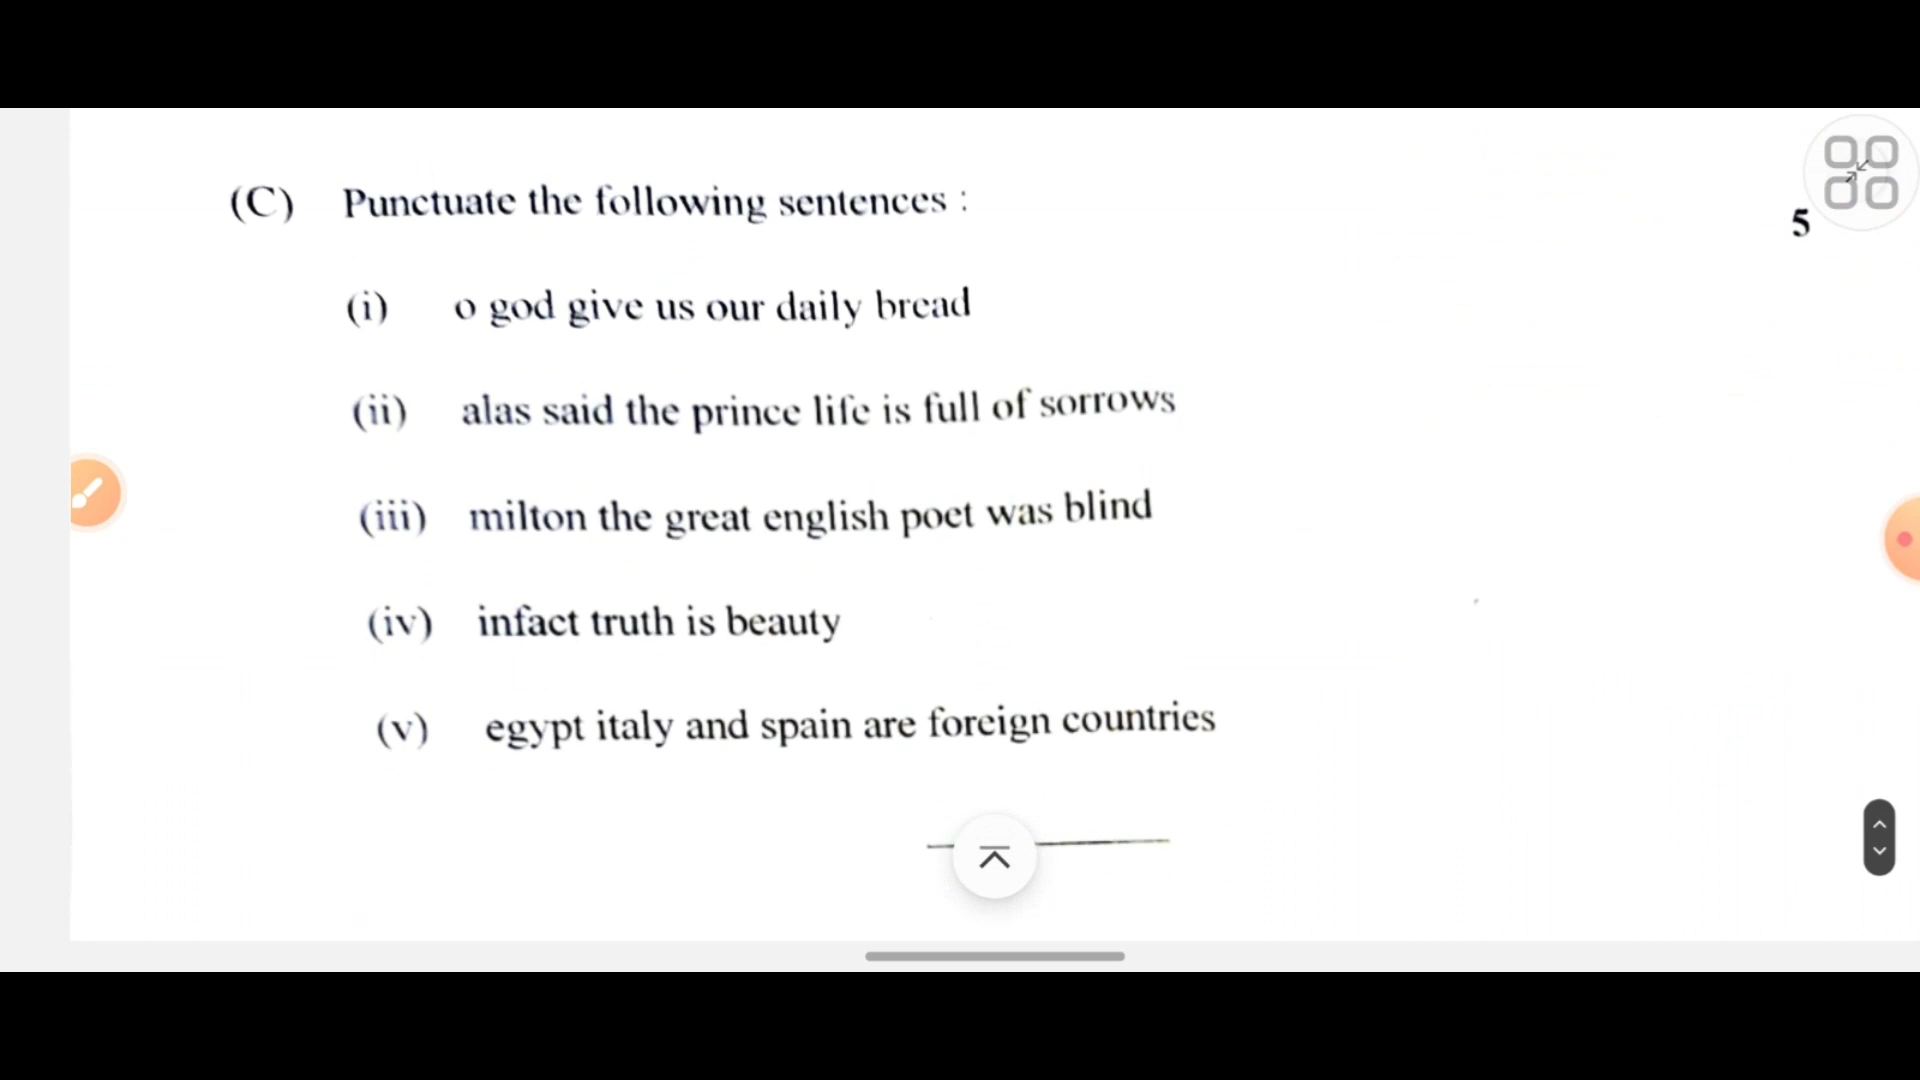 (C) Punctuate the following sentences : 5
(i) o god give us our daily bread
(ii) alas said the prince life is full of sorrows
(iii) milton the great english poet was blind
(iv) infact truth is beauty
(v) egypt italy and spain are foreign countries